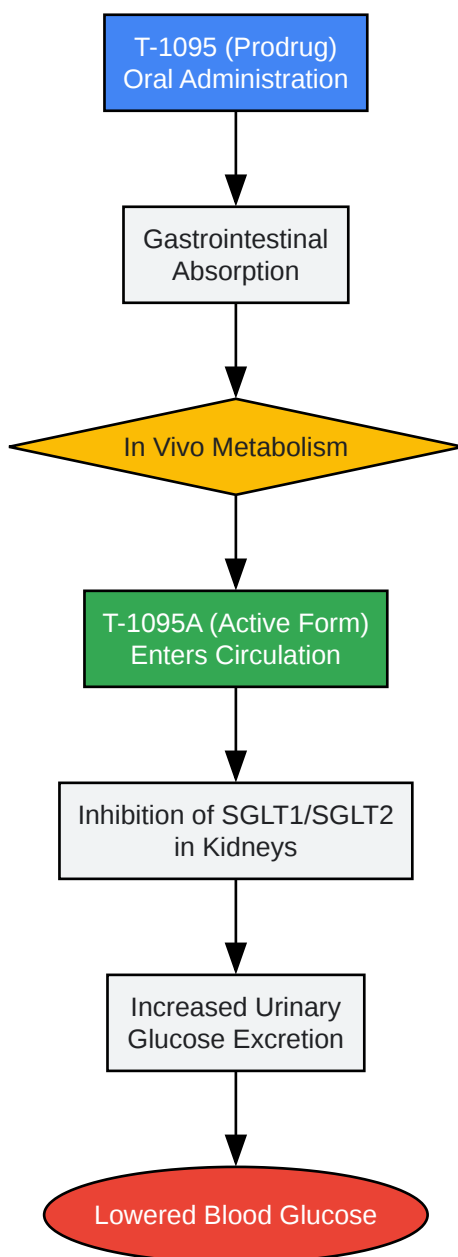 T-1095 (Prodrug)
Oral Administration
Gastrointestinal
Absorption
In Vivo Metabolism
T-1095A (Active Form)
Enters Circulation
Inhibition of SGLT1/SGLT2
in Kidneys
Increased Urinary
Glucose Excretion
Lowered Blood Glucose